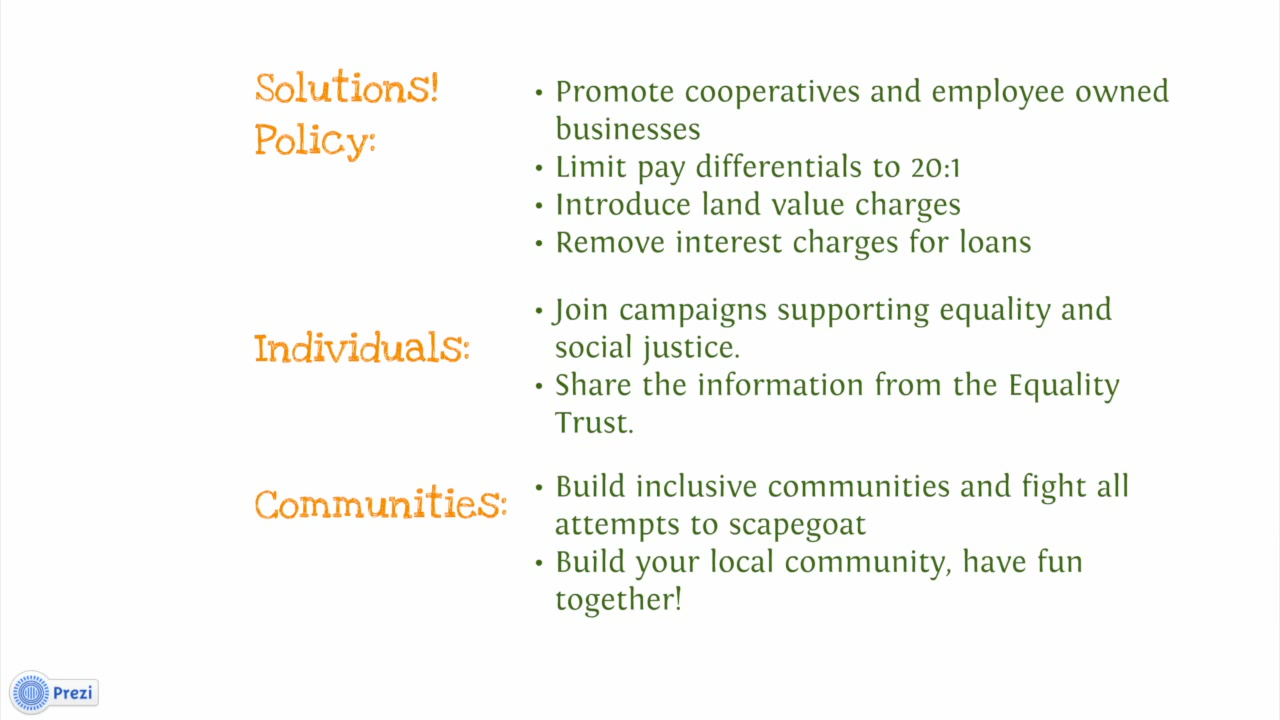 Solutions!
Policy:
• Promote cooperatives and employee owned
businesses
• Limit pay differentials to 20:1
• Introduce land value charges
• Remove interest charges for loans
Individuals:
• Join campaigns supporting equality and
social justice.
• Share the information from the Equality
Trust.
Communities:
• Build inclusive communities and fight all
attempts to scapegoat
• Build your local community, have fun
together!
Prezi